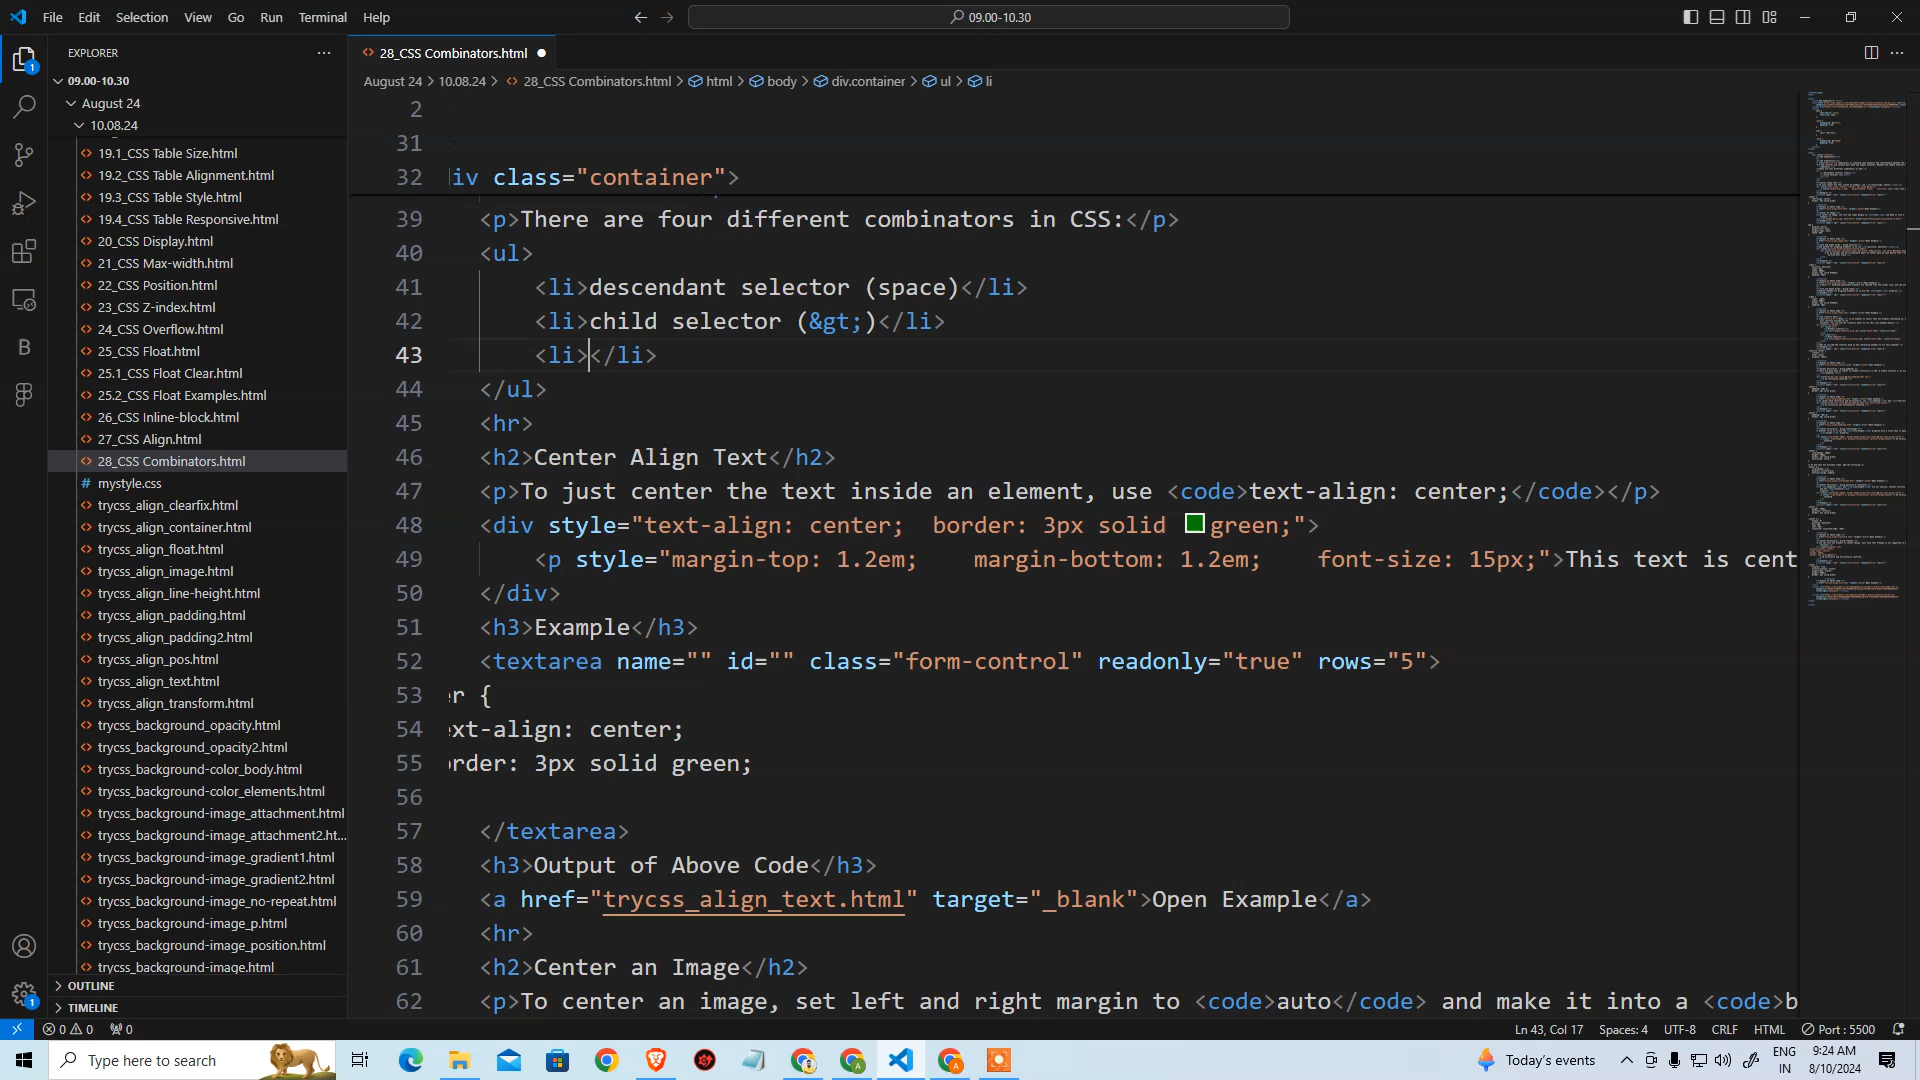 File Edit Selection View Go Run Terminal Help
09.00-10.30
EXPLORER
28_CSS Combinators.html
09.00-10.30
August 24 > 10.08.24 > 28_CSS Combinators.html > html > body > div.container > ul > li
August 24
10.08.24
19.1_CSS Table Size.html
19.2_CSS Table Alignment.html
19.3_CSS Table Style.html
19.4_CSS Table Responsive.html
20_CSS Display.html
21_CSS Max-width.html
22_CSS Position.html
23_CSS Z-index.html
24_CSS Overflow.html
25_CSS Float.html
25.1_CSS Float Clear.html
25.2_CSS Float Examples.html
26_CSS Inline-block.html
27_CSS Align.html
28_CSS Combinators.html
mystyle.css
trycss_align_clearfix.html
trycss_align_container.html
trycss_align_float.html
trycss_align_image.html
trycss_align_line-height.html
trycss_align_padding.html
trycss_align_padding2.html
trycss_align_pos.html
trycss_align_text.html
trycss_align_transform.html
trycss_background_opacity.html
trycss_background_opacity2.html
trycss_background-color_body.html
trycss_background-color_elements.html
trycss_background-image_attachment.html
trycss_background-image_attachment2.ht...
trycss_background-image_gradient1.html
trycss_background-image_gradient2.html
trycss_background-image_no-repeat.html
trycss_background-image_p.html
trycss_background-image_position.html
trycss_background-image.html
OUTLINE
TIMELINE
2
31
32 iv class="container">
39 <p>There are four different combinators in CSS:</p>
40 <ul>
41 <li>descendant selector (space)</li>
42 <li>child selector (&gt;)</li>
43 <li></li>
44 </ul>
45 <hr>
46 <h2>Center Align Text</h2>
47 <p>To just center the text inside an element, use <code>text-align: center;</code></p>
48 <div style="text-align: center;  border: 3px solid green;">
49 <p style="margin-top: 1.2em;    margin-bottom: 1.2em;    font-size: 15px;">This text is cent
50 </div>
51 <h3>Example</h3>
52 <textarea name="" id="" class="form-control" readonly="true" rows="5">
53 er {
54 ext-align: center;
55 order: 3px solid green;
56
57 </textarea>
58 <h3>Output of Above Code</h3>
59 <a href="trycss_align_text.html" target="_blank">Open Example</a>
60 <hr>
61 <h2>Center an Image</h2>
62 <p>To center an image, set left and right margin to <code>auto</code> and make it into a <code>b
0 0 0 Ln 43, Col 17 Spaces: 4 UTF-8 CRLF HTML Port : 5500
Type here to search Today's events ENG IN 9:24 AM 8/10/2024